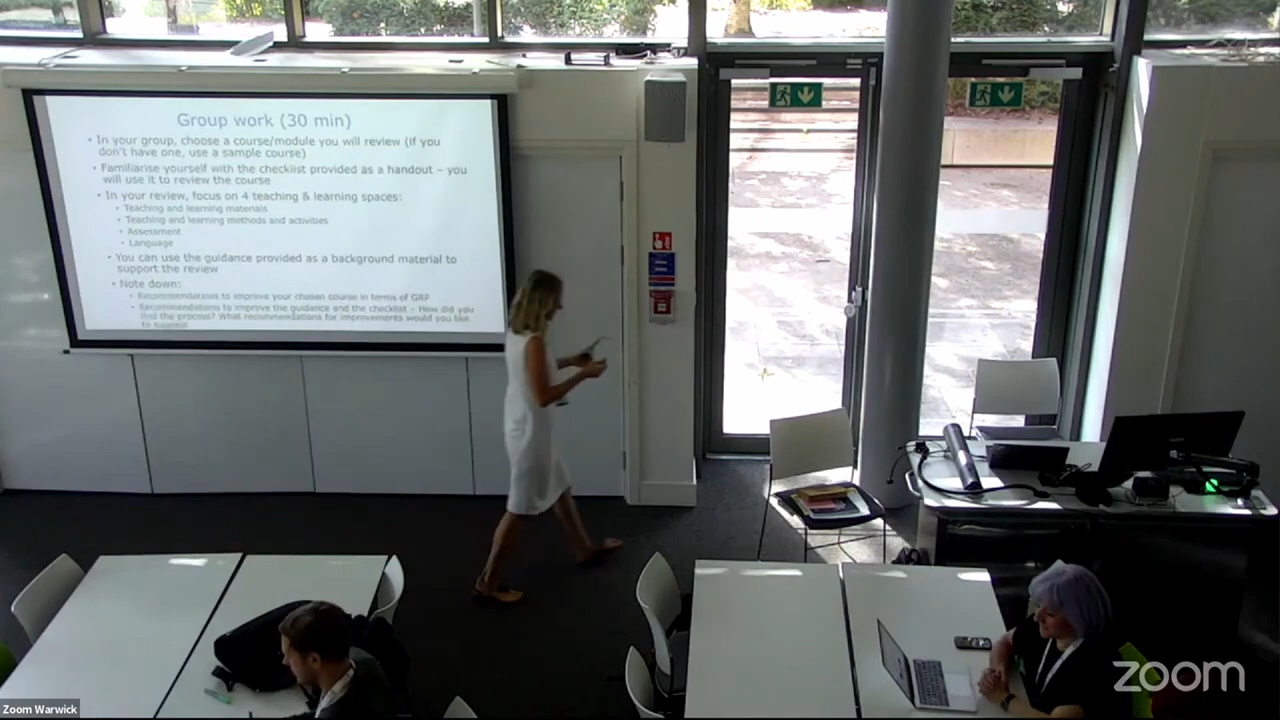 Group work (30 min)
• In your group, choose a course/module you will review (if you
don't have one, use a sample course)
• Familiarise yourself with the checklist provided as a handout – you
will use it to review the course
• In your review, focus on 4 teaching & learning spaces:
• Teaching and learning materials
• Teaching and learning methods and activities
• Assessment
• Language
• You can use the guidance provided as a background material to
support the review
• Note down:
• Recommendations to improve your chosen course in terms of GRP
• Recommendations to improve the guidance and the checklist – How did you
find the process? What recommendations for improvements would you like
to suggest
Zoom Warwick
zoom